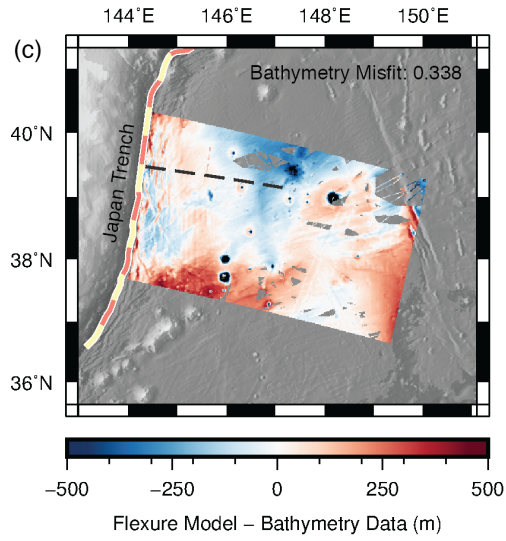 144˚E 146˚E 148˚E 150˚E
(c)
Bathymetry Misfit: 0.338
40˚N
Japan Trench
38˚N
36˚N
−500 −250 0 250 500
Flexure Model − Bathymetry Data (m)